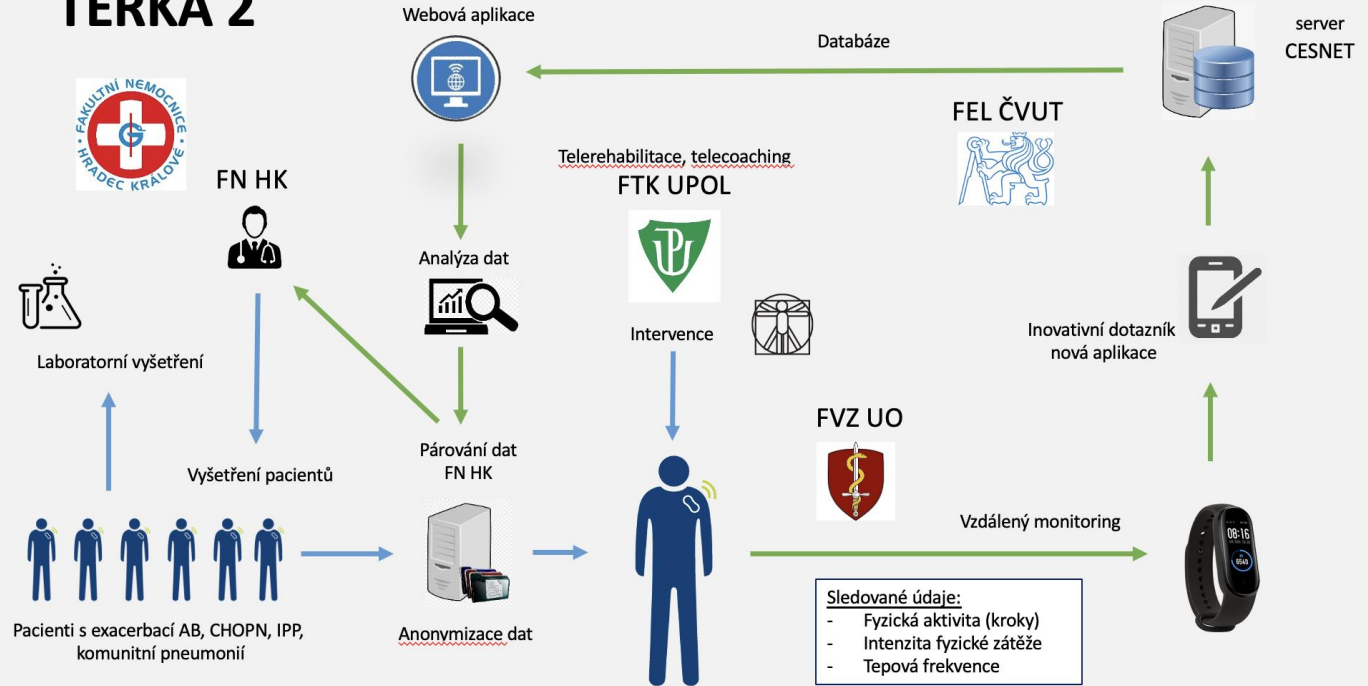 TERKA 2
Webová aplikace
Databáze
server
CESNET
FAKULTNÍ NEMOCNICE
HRADEC KRÁLOVÉ
FN HK
Telerehabilitace, telecoaching
FTK UPOL
UP
FEL ČVUT
Analýza dat
Laboratorní vyšetření
Intervence
Inovativní dotazník
nová aplikace
Vyšetření pacientů
Párování dat
FN HK
FVZ UO
Vzdálený monitoring
08:16
6540
Pacienti s exacerbací AB, CHOPN, IPP,
komunitní pneumonií
Anonymizace dat
Sledované údaje:
- Fyzická aktivita (kroky)
- Intenzita fyzické zátěže
- Tepová frekvence